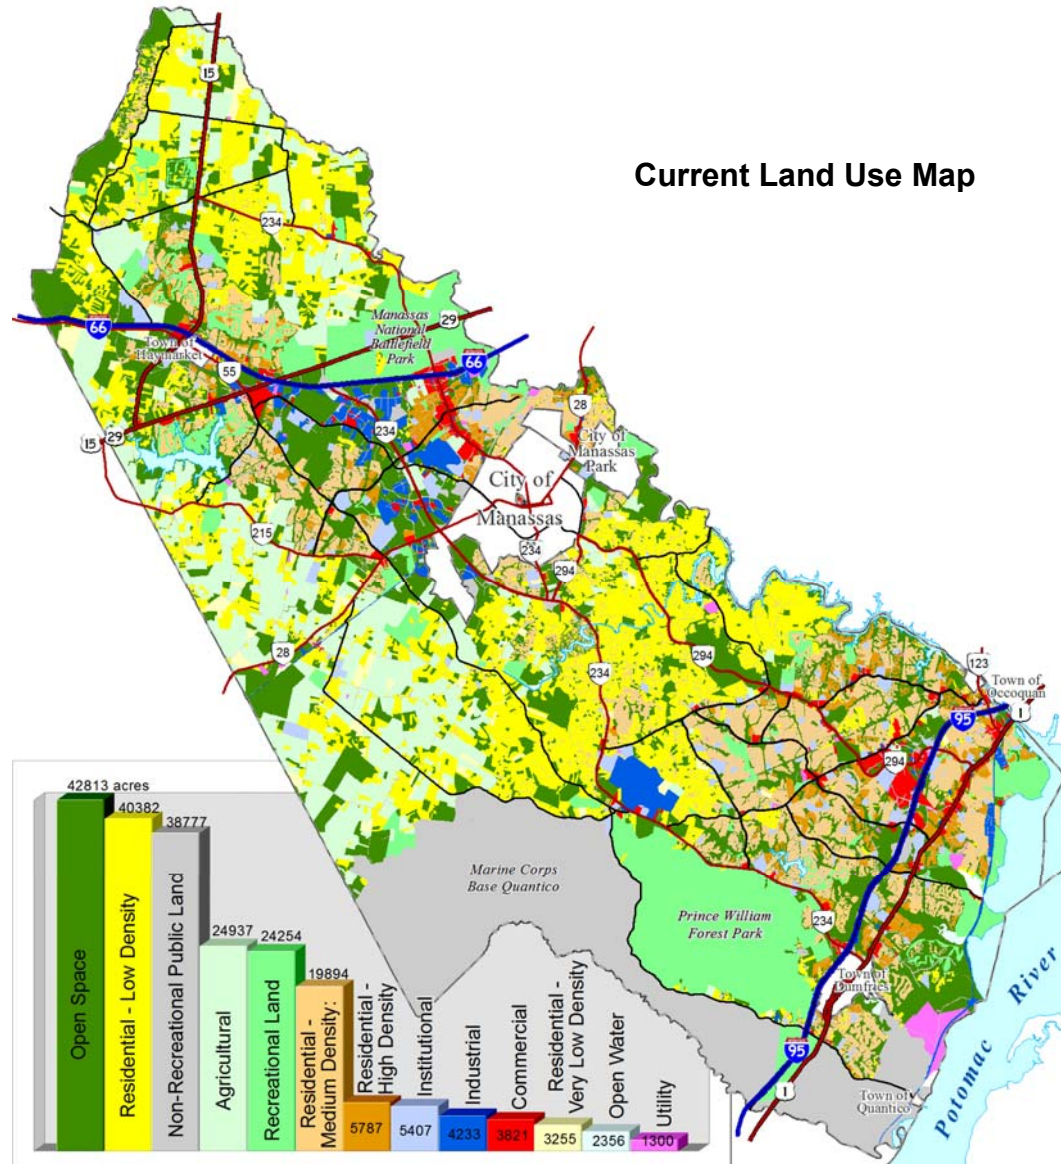 Current Land Use Map
15
234
Manassas
National
Battlefield
Park
29
66
Town of
Haymarket
66
55
28
234
City of
Manassas
Park
15
29
City of
Manassas
215
234
294
28
234
294
123
Town of
Occoquan
1
95
294
Marine Corps
Base Quantico
Prince William
Forest Park
234
Town of
Dumfries
95
1
Town of
Quantico
Potomac River
42813 acres
40382
38777
24937
24254
19894
5787
5407
4233
3821
3255
2356
1300
Open Space
Residential - Low Density
Non-Recreational Public Land
Agricultural
Recreational Land
Residential -
Medium Density:
Residential -
High Density
Institutional
Industrial
Commercial
Residential -
Very Low Density
Open Water
Utility